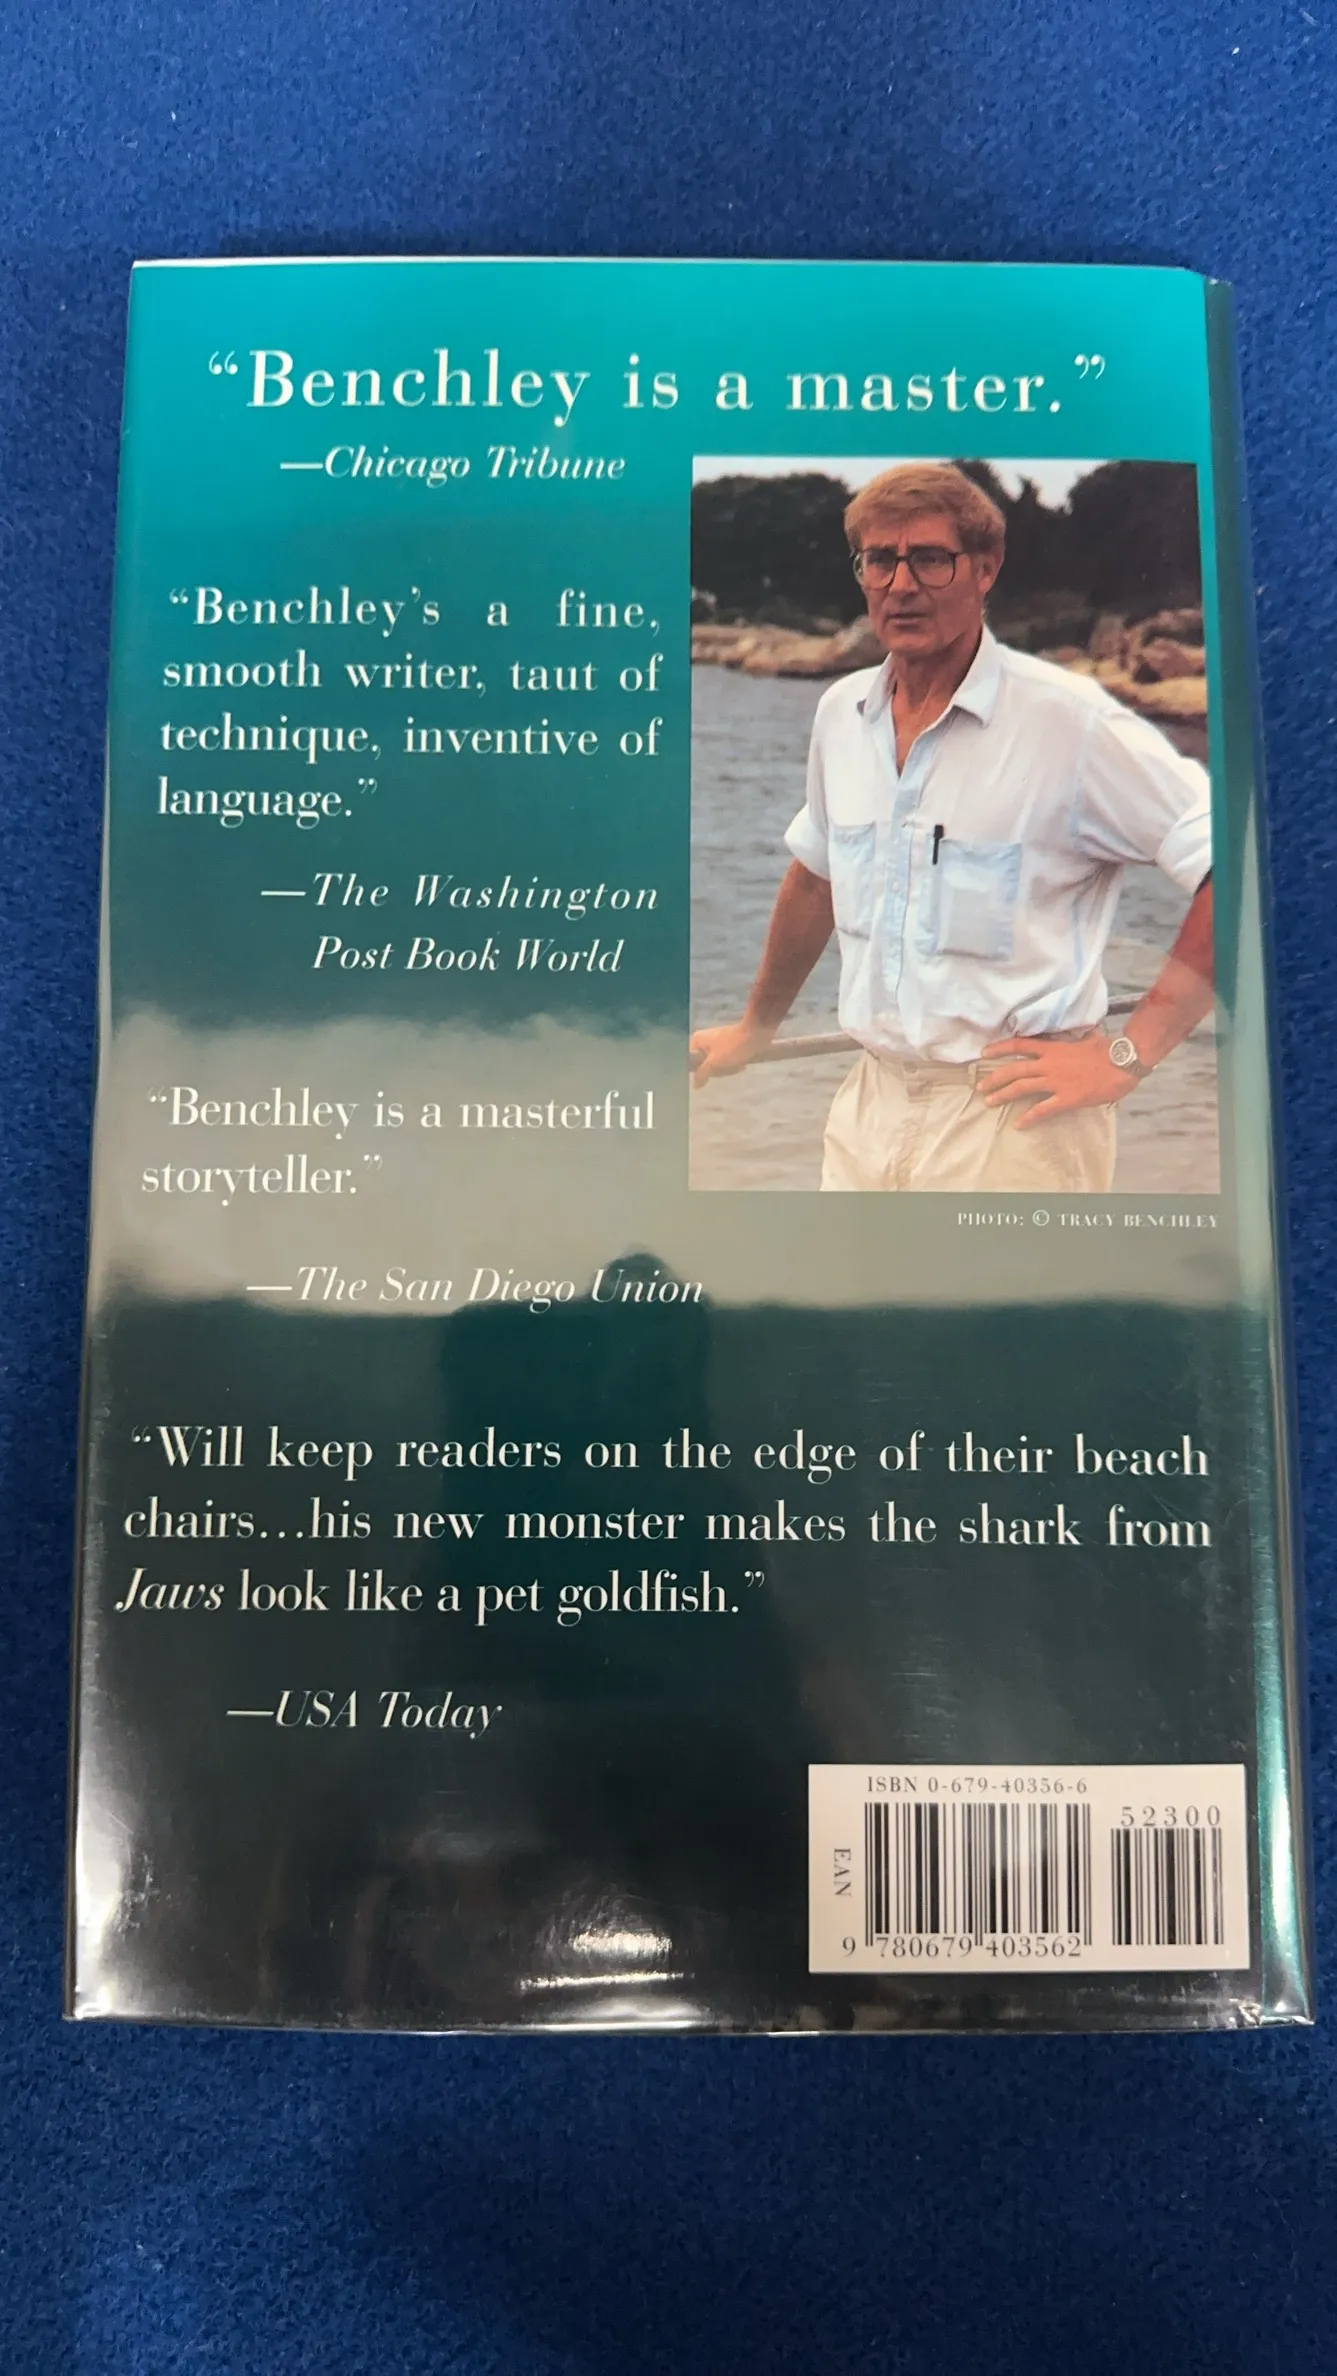 “Benchley is a master.”
—Chicago Tribune
“Benchley's a fine,
smooth writer, taut of
technique, inventive of
language.”
—The Washington
Post Book World
“Benchley is a masterful
storyteller.”
—The San Diego Union
PHOTO: © TRACY BENCHLEY
“Will keep readers on the edge of their beach
chairs...his new monster makes the shark from
Jaws look like a pet goldfish.”
—USA Today
ISBN 0-679-40356-6
52300
EAN
9 780679 403562